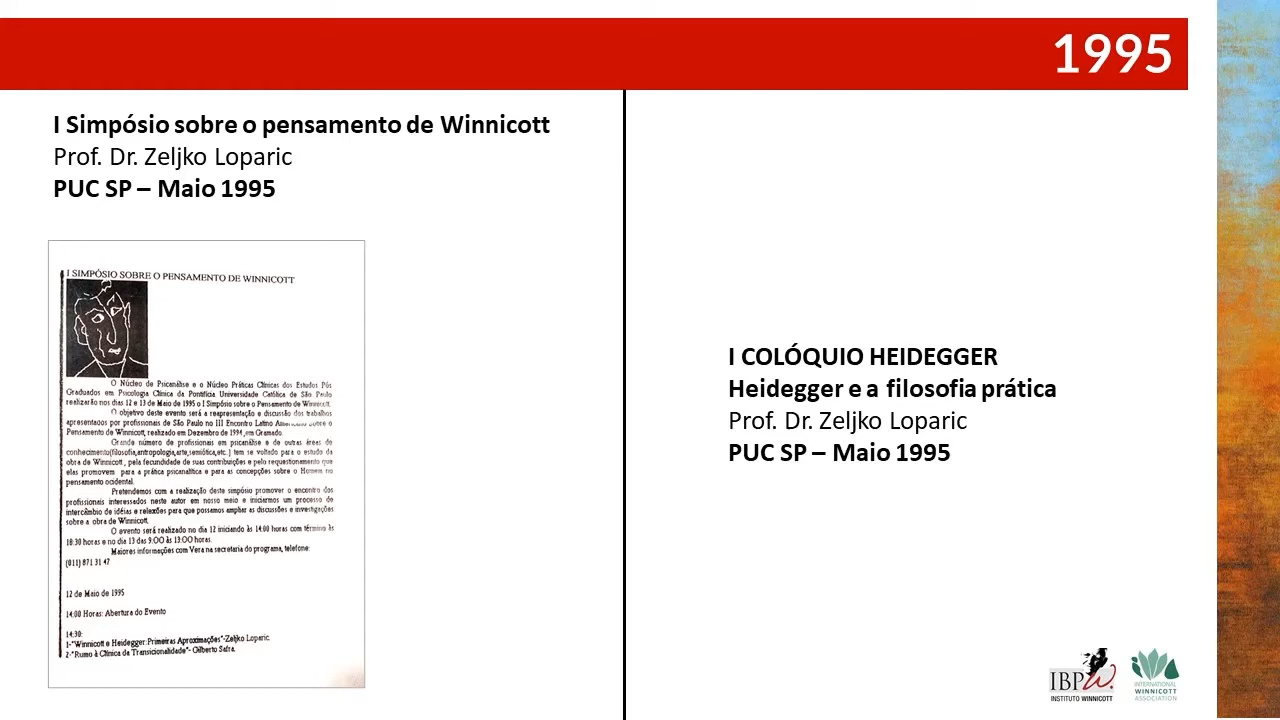 1995
I Simpósio sobre o pensamento de Winnicott
Prof. Dr. Zeljko Loparic
PUC SP – Maio 1995
I SIMPÓSIO SOBRE O PENSAMENTO DE WINNICOTT
O Núcleo de Psicanálise e o Núcleo Práticas Clínicas dos Estudos Pós
Graduados em Psicologia Clínica da Pontifícia Universidade Católica de São Paulo
realizarão nos dias 12 e 13 de Maio de 1995 o I Simpósio sobre o Pensamento de Winnicott.
O objetivo deste evento será a reapresentação e discussão dos trabalhos
apresentados por profissionais de São Paulo no III Encontro Latino Americano sobre o
Pensamento de Winnicott, realizado em Dezembro de 1994 ,em Gramado.
Grande número de profissionais em psicanálise e de outras áreas do
conhecimento(filosofia,antropologia,arte,semiótica,etc..) tem se voltado para o estudo da
obra de Winnicott , pela fecundidade de suas contribuições e pelo requestionamento que
elas promovem para a prática psicanalítica e para as concepções sobre o Homem no
pensamento ocidental.
Pretendemos com a realização deste simpósio promover o encontro dos
profissionais interessados neste autor em nosso meio e iniciarmos um processo de
intercâmbio de idéias e relexões para que possamos ampliar as discussões e investigações
sobre a obra de Winnicott.
O evento será realizado no dia 12 iniciando às 14:00 horas com término às
18:30 horas e no dia 13 das 9:00 às 13:00 horas.
Maiores informações com Vera na secretaria do programa, telefone:
(011) 871 31 47
12 de Maio de 1995
14:00 Horas: Abertura do Evento
14:30:
1-"Winnicott e Heidegger:Primeiras Aproximações"-Zeljko Loparic.
2-"Rumo à Clínica da Transicionalidade"- Gilberto Safra.
I COLÓQUIO HEIDEGGER
Heidegger e a filosofia prática
Prof. Dr. Zeljko Loparic
PUC SP – Maio 1995
IBPW.
INSTITUTO WINNICOTT
INTERNATIONAL
WINNICOTT
ASSOCIATION